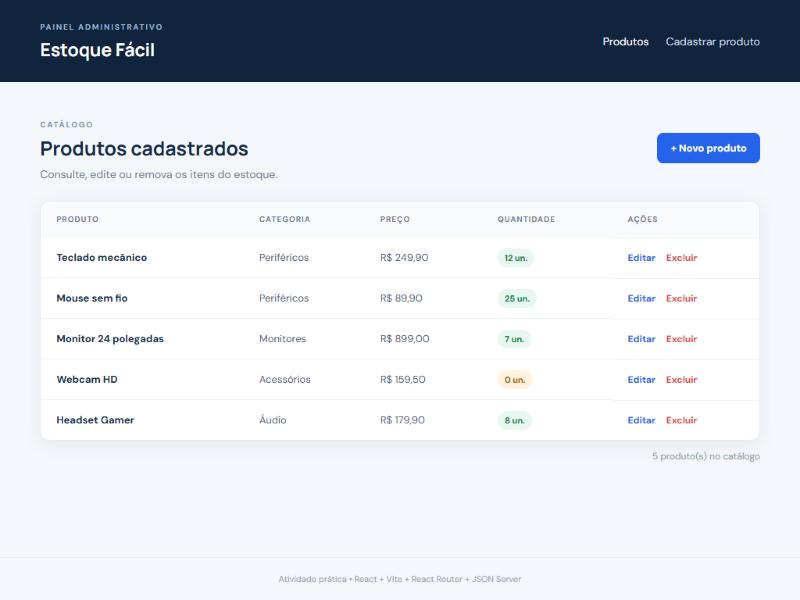 PAINEL ADMINISTRATIVO
Estoque Fácil
Produtos Cadastrar produto
CATÁLOGO
Produtos cadastrados
Consulte, edite ou remova os itens do estoque.
+ Novo produto
PRODUTO CATEGORIA PREÇO QUANTIDADE AÇÕES
Teclado mecânico Periféricos R$ 249,90 12 un. Editar Excluir
Mouse sem fio Periféricos R$ 89,90 25 un. Editar Excluir
Monitor 24 polegadas Monitores R$ 899,00 7 un. Editar Excluir
Webcam HD Acessórios R$ 159,50 0 un. Editar Excluir
Headset Gamer Áudio R$ 179,90 8 un. Editar Excluir
5 produto(s) no catálogo
Atividade prática • React + Vite + React Router + JSON Server